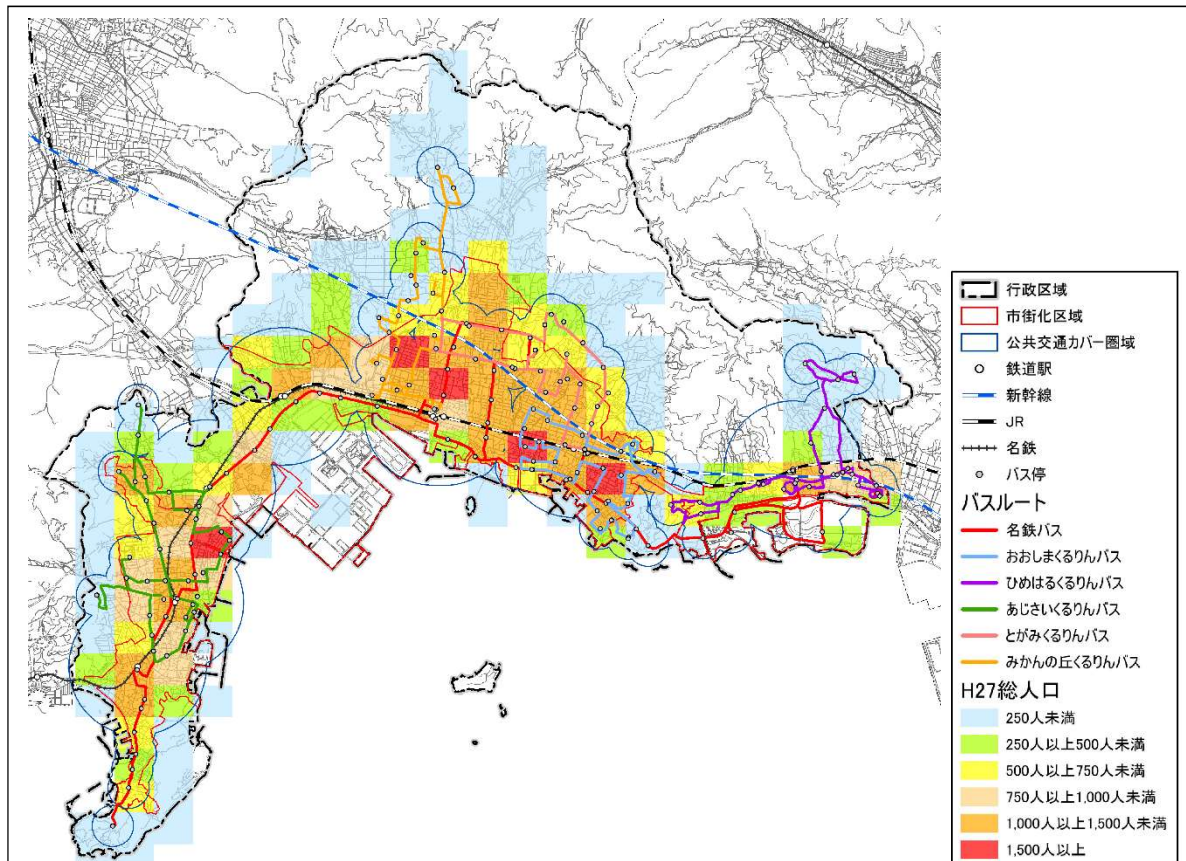 行政区域
市街化区域
公共交通カバー圏域
鉄道駅
新幹線
JR
名鉄
バス停
バスルート
名鉄バス
おおしまくるりんバス
ひめはるくるりんバス
あじさいくるりんバス
とがみくるりんバス
みかんの丘くるりんバス
H27総人口
250人未満
250人以上500人未満
500人以上750人未満
750人以上1,000人未満
1,000人以上1,500人未満
1,500人以上